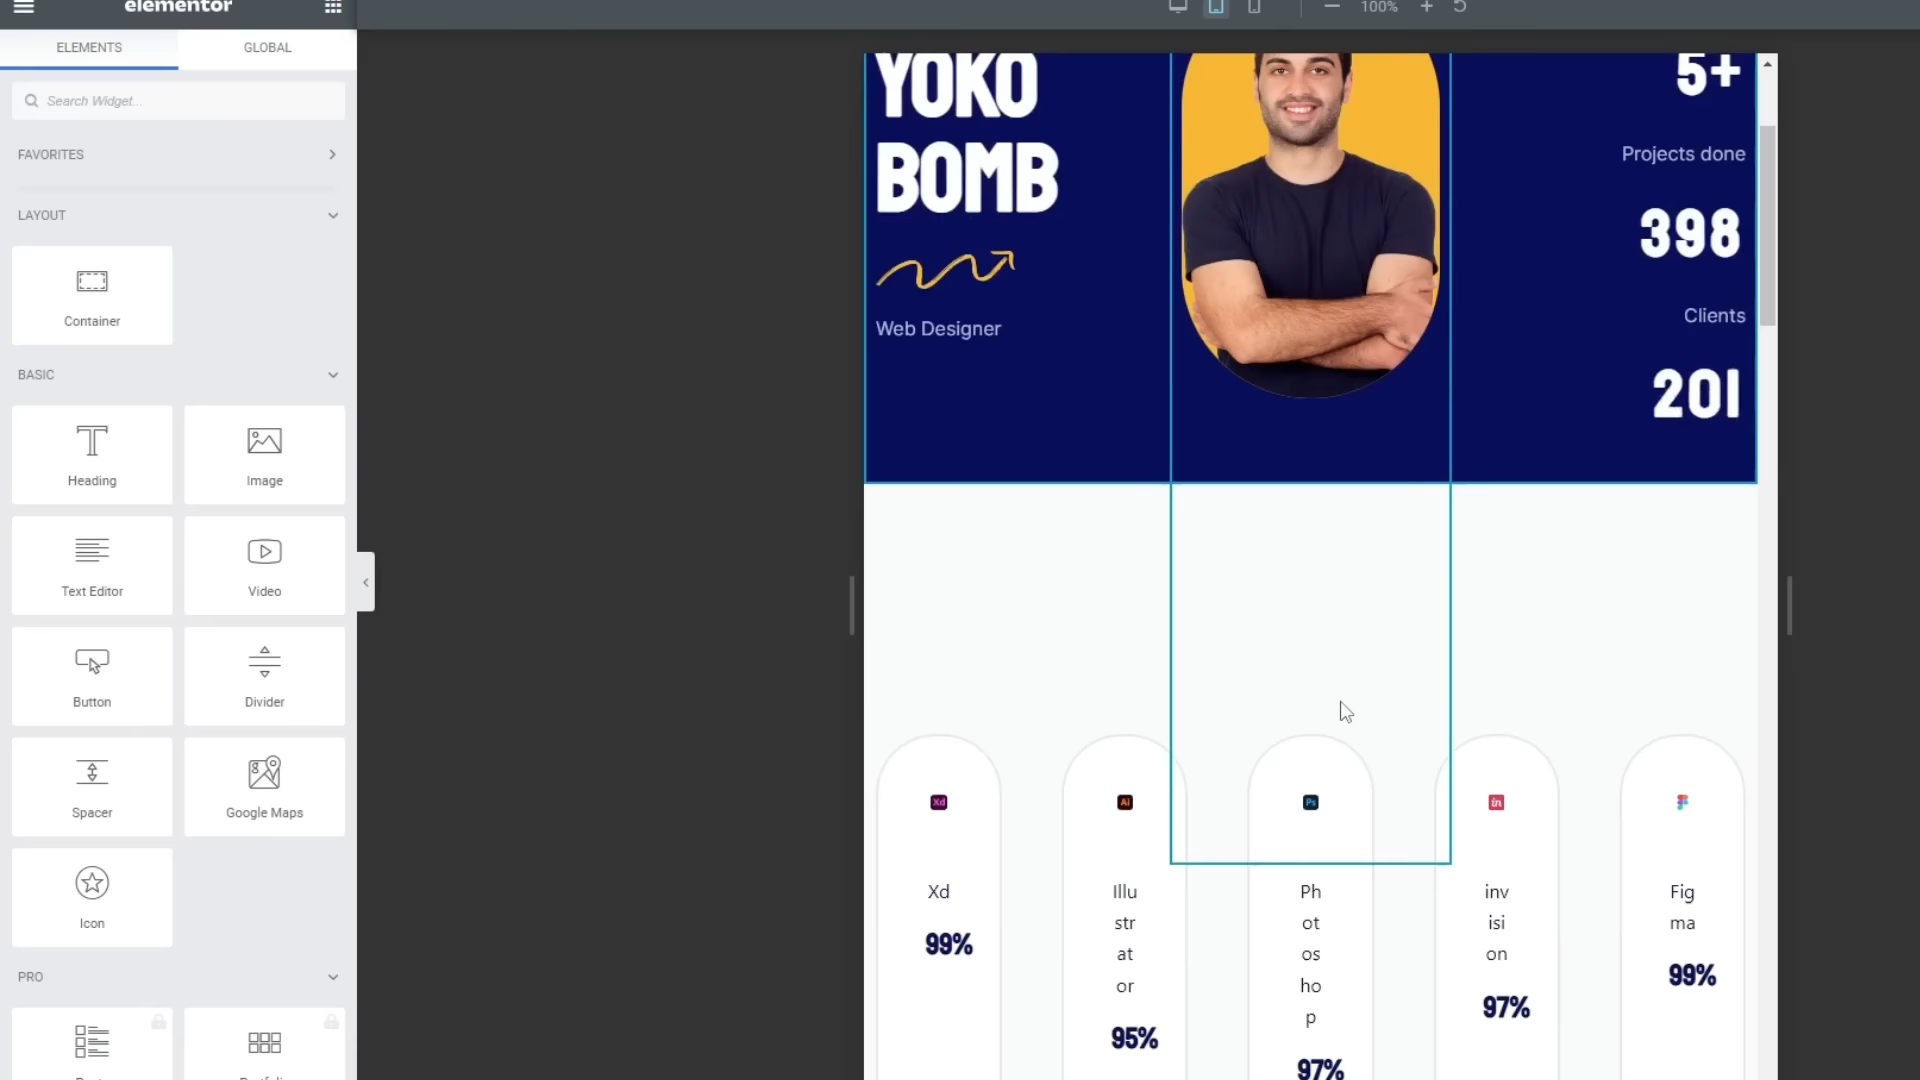 elementor
100%
ELEMENTS
GLOBAL
Search Widget...
FAVORITES
LAYOUT
Container
BASIC
Heading
Image
Text Editor
Video
Button
Divider
Spacer
Google Maps
Icon
PRO
YOKO
BOMB
Web Designer
5+
Projects done
398
Clients
201
Xd
Ai
Ps
in
Xd
99%
Illu
str
at
or
95%
Ph
ot
os
ho
p
97%
inv
isi
on
97%
Fig
ma
99%